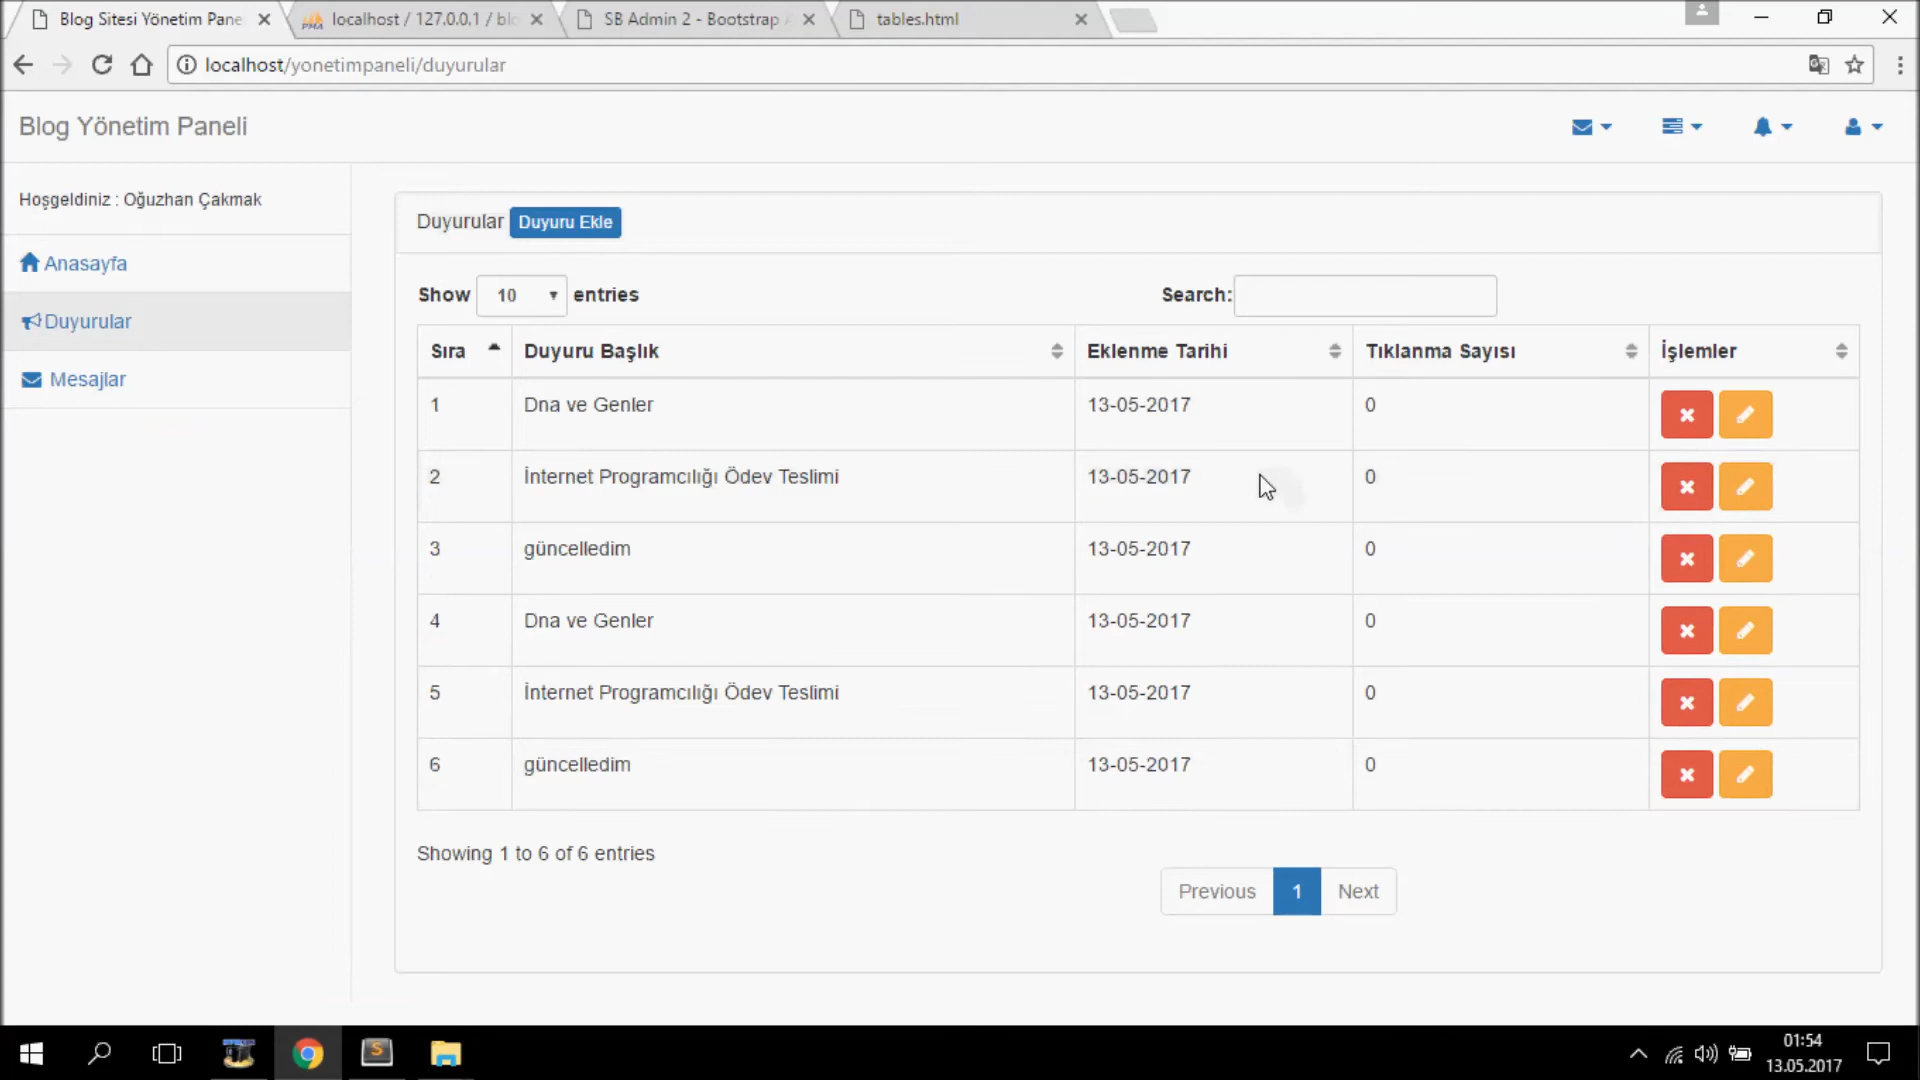 Blog Sitesi Yönetim Pane
localhost / 127.0.0.1 / blo
SB Admin 2 - Bootstrap A
tables.html
localhost/yonetimpaneli/duyurular
Blog Yönetim Paneli
Hoşgeldiniz : Oğuzhan Çakmak
Anasayfa
Duyurular
Mesajlar
Duyurular Duyuru Ekle
Show 10 entries
Search:
Sıra Duyuru Başlık Eklenme Tarihi Tıklanma Sayısı İşlemler
1 Dna ve Genler 13-05-2017 0
2 İnternet Programcılığı Ödev Teslimi 13-05-2017 0
3 güncelledim 13-05-2017 0
4 Dna ve Genler 13-05-2017 0
5 İnternet Programcılığı Ödev Teslimi 13-05-2017 0
6 güncelledim 13-05-2017 0
Showing 1 to 6 of 6 entries
Previous 1 Next
01:54
13.05.2017